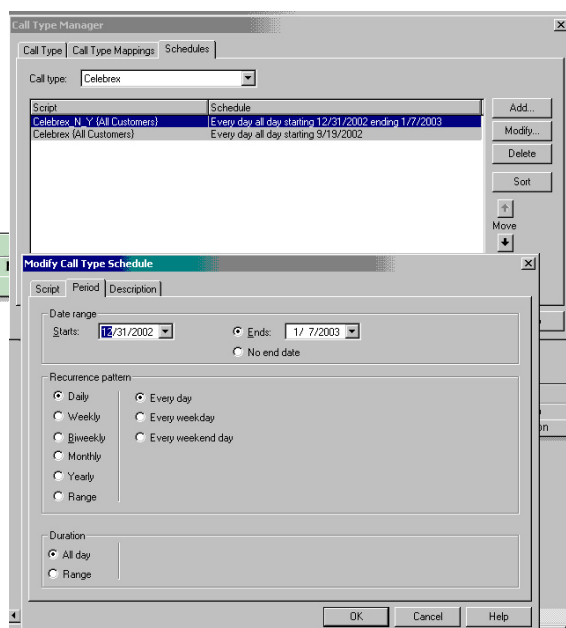 Call Type Manager
Call Type Call Type Mappings Schedules
Call type: Celebrex
Script Schedule
Celebrex_N_Y {All Customers} Every day all day starting 12/31/2002 ending 1/7/2003
Celebrex {All Customers} Every day all day starting 9/19/2002
Add...
Modify...
Delete
Sort
Move
Modify Call Type Schedule
Script Period Description
Date range
Starts: 12/31/2002 Ends: 1/ 7/2003
No end date
Recurrence pattern
Daily Every day
Weekly Every weekday
Biweekly Every weekend day
Monthly
Yearly
Range
Duration
All day
Range
OK Cancel Help